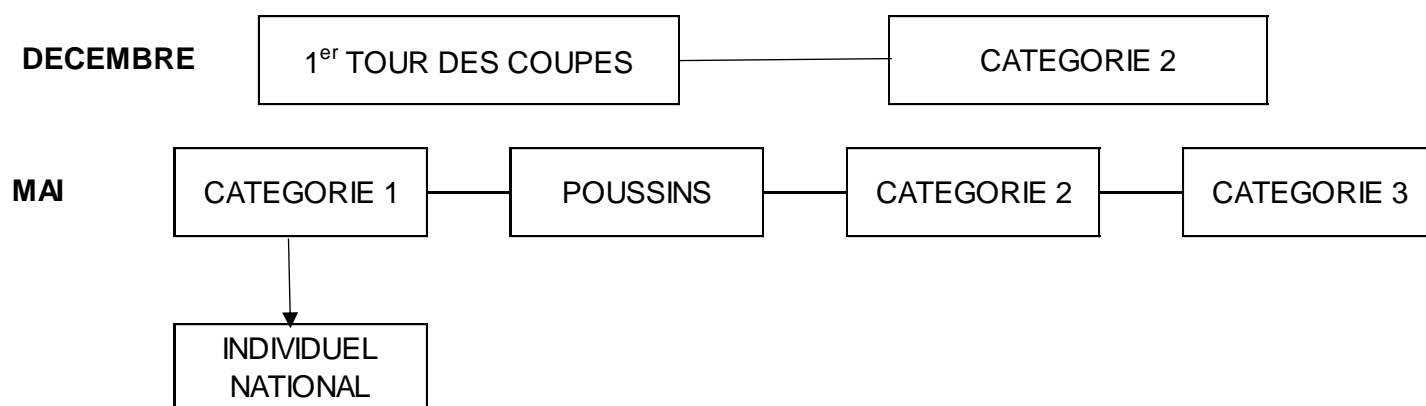 DECEMBRE 1er TOUR DES COUPES CATEGORIE 2
MAI CATEGORIE 1 POUSSINS CATEGORIE 2 CATEGORIE 3
INDIVIDUEL
NATIONAL